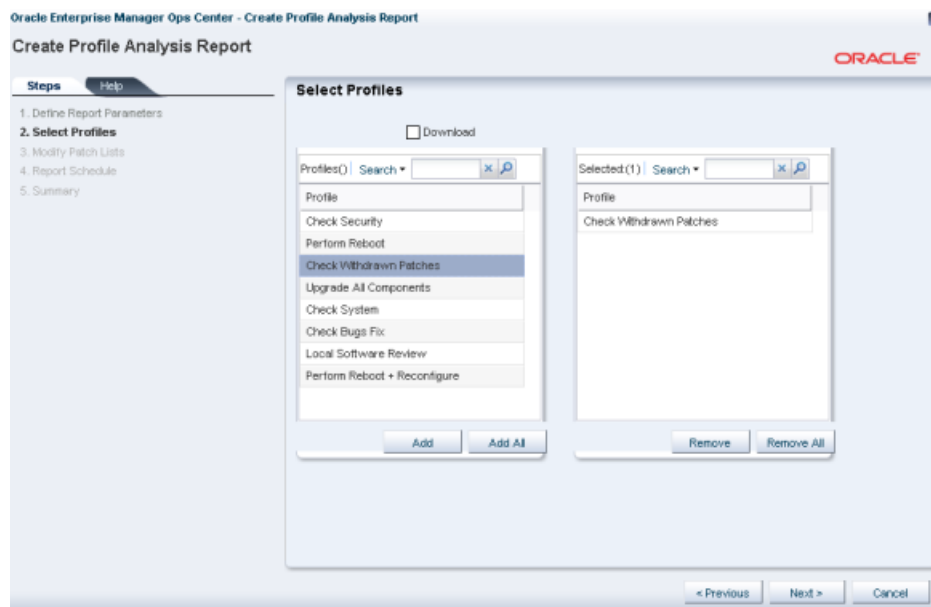 Oracle Enterprise Manager Ops Center - Create Profile Analysis Report
Create Profile Analysis Report
ORACLE
Steps
Help
1. Define Report Parameters
2. Select Profiles
3. Modify Patch Lists
4. Report Schedule
5. Summary
Select Profiles
Download
Profiles() Search
Profile
Check Security
Perform Reboot
Check Withdrawn Patches
Upgrade All Components
Check System
Check Bugs Fix
Local Software Review
Perform Reboot + Reconfigure
Add Add All
Selected:(1) Search
Profile
Check Withdrawn Patches
Remove Remove All
< Previous Next > Cancel